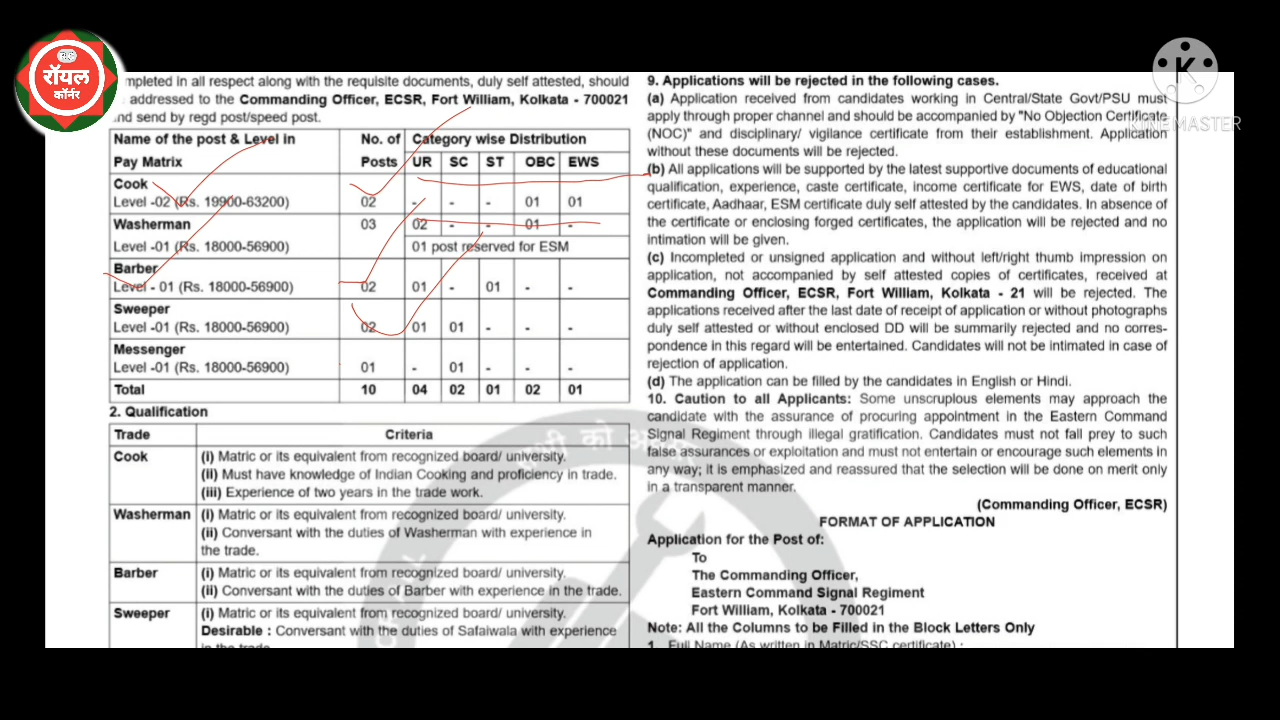 रॉयल
कॉर्नर
mpleted in all respect along with the requisite documents, duly self attested, should
addressed to the Commanding Officer, ECSR, Fort William, Kolkata - 700021
nd send by regd post/speed post.
Name of the post & Level in Pay Matrix | No. of Posts | Category wise Distribution
UR | SC | ST | OBC | EWS
Cook
Level -02 (Rs. 19900-63200) | 02 | - | - | - | 01 | 01
Washerman | 03 | 02 | - | - | 01 | -
Level -01 (Rs. 18000-56900) | 01 post reserved for ESM
Barber
Level - 01 (Rs. 18000-56900) | 02 | 01 | - | 01 | - | -
Sweeper
Level -01 (Rs. 18000-56900) | 02 | 01 | 01 | - | - | -
Messenger
Level -01 (Rs. 18000-56900) | 01 | - | 01 | - | - | -
Total | 10 | 04 | 02 | 01 | 02 | 01
2. Qualification
Trade | Criteria
Cook | (i) Matric or its equivalent from recognized board/ university.
(ii) Must have knowledge of Indian Cooking and proficiency in trade.
(iii) Experience of two years in the trade work.
Washerman | (i) Matric or its equivalent from recognized board/ university.
(ii) Conversant with the duties of Washerman with experience in
the trade.
Barber | (i) Matric or its equivalent from recognized board/ university.
(ii) Conversant with the duties of Barber with experience in the trade.
Sweeper | (i) Matric or its equivalent from recognized board/ university.
Desirable : Conversant with the duties of Safaiwala with experience
in the trade.
9. Applications will be rejected in the following cases.
(a) Application received from candidates working in Central/State Govt/PSU must
apply through proper channel and should be accompanied by "No Objection Certificate
(NOC)" and disciplinary/ vigilance certificate from their establishment. Application
without these documents will be rejected.
(b) All applications will be supported by the latest supportive documents of educational
qualification, experience, caste certificate, income certificate for EWS, date of birth
certificate, Aadhaar, ESM certificate duly self attested by the candidates. In absence of
the certificate or enclosing forged certificates, the application will be rejected and no
intimation will be given.
(c) Incompleted or unsigned application and without left/right thumb impression on
application, not accompanied by self attested copies of certificates, received at
Commanding Officer, ECSR, Fort William, Kolkata - 21 will be rejected. The
applications received after the last date of receipt of application or without photographs
duly self attested or without enclosed DD will be summarily rejected and no corres-
pondence in this regard will be entertained. Candidates will not be intimated in case of
rejection of application.
(d) The application can be filled by the candidates in English or Hindi.
10. Caution to all Applicants: Some unscruplous elements may approach the
candidate with the assurance of procuring appointment in the Eastern Command
Signal Regiment through illegal gratification. Candidates must not fall prey to such
false assurances or exploitation and must not entertain or encourage such elements in
any way; it is emphasized and reassured that the selection will be done on merit only
in a transparent manner.
(Commanding Officer, ECSR)
FORMAT OF APPLICATION
Application for the Post of:
To
The Commanding Officer,
Eastern Command Signal Regiment
Fort William, Kolkata - 700021
Note: All the Columns to be Filled in the Block Letters Only
1. Full Name (As written in Matric/SSC certificate) :
K
KINEMASTER